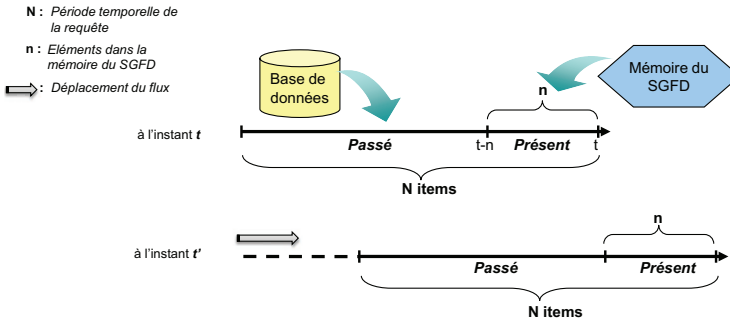 N : Période temporelle de
la requête
n : Eléments dans la
mémoire du SGFD
: Déplacement du flux
Base de
données
Mémoire du
SGFD
n
à l'instant t
Passé
t-n
Présent
t
N items
à l'instant t'
n
Passé
Présent
N items